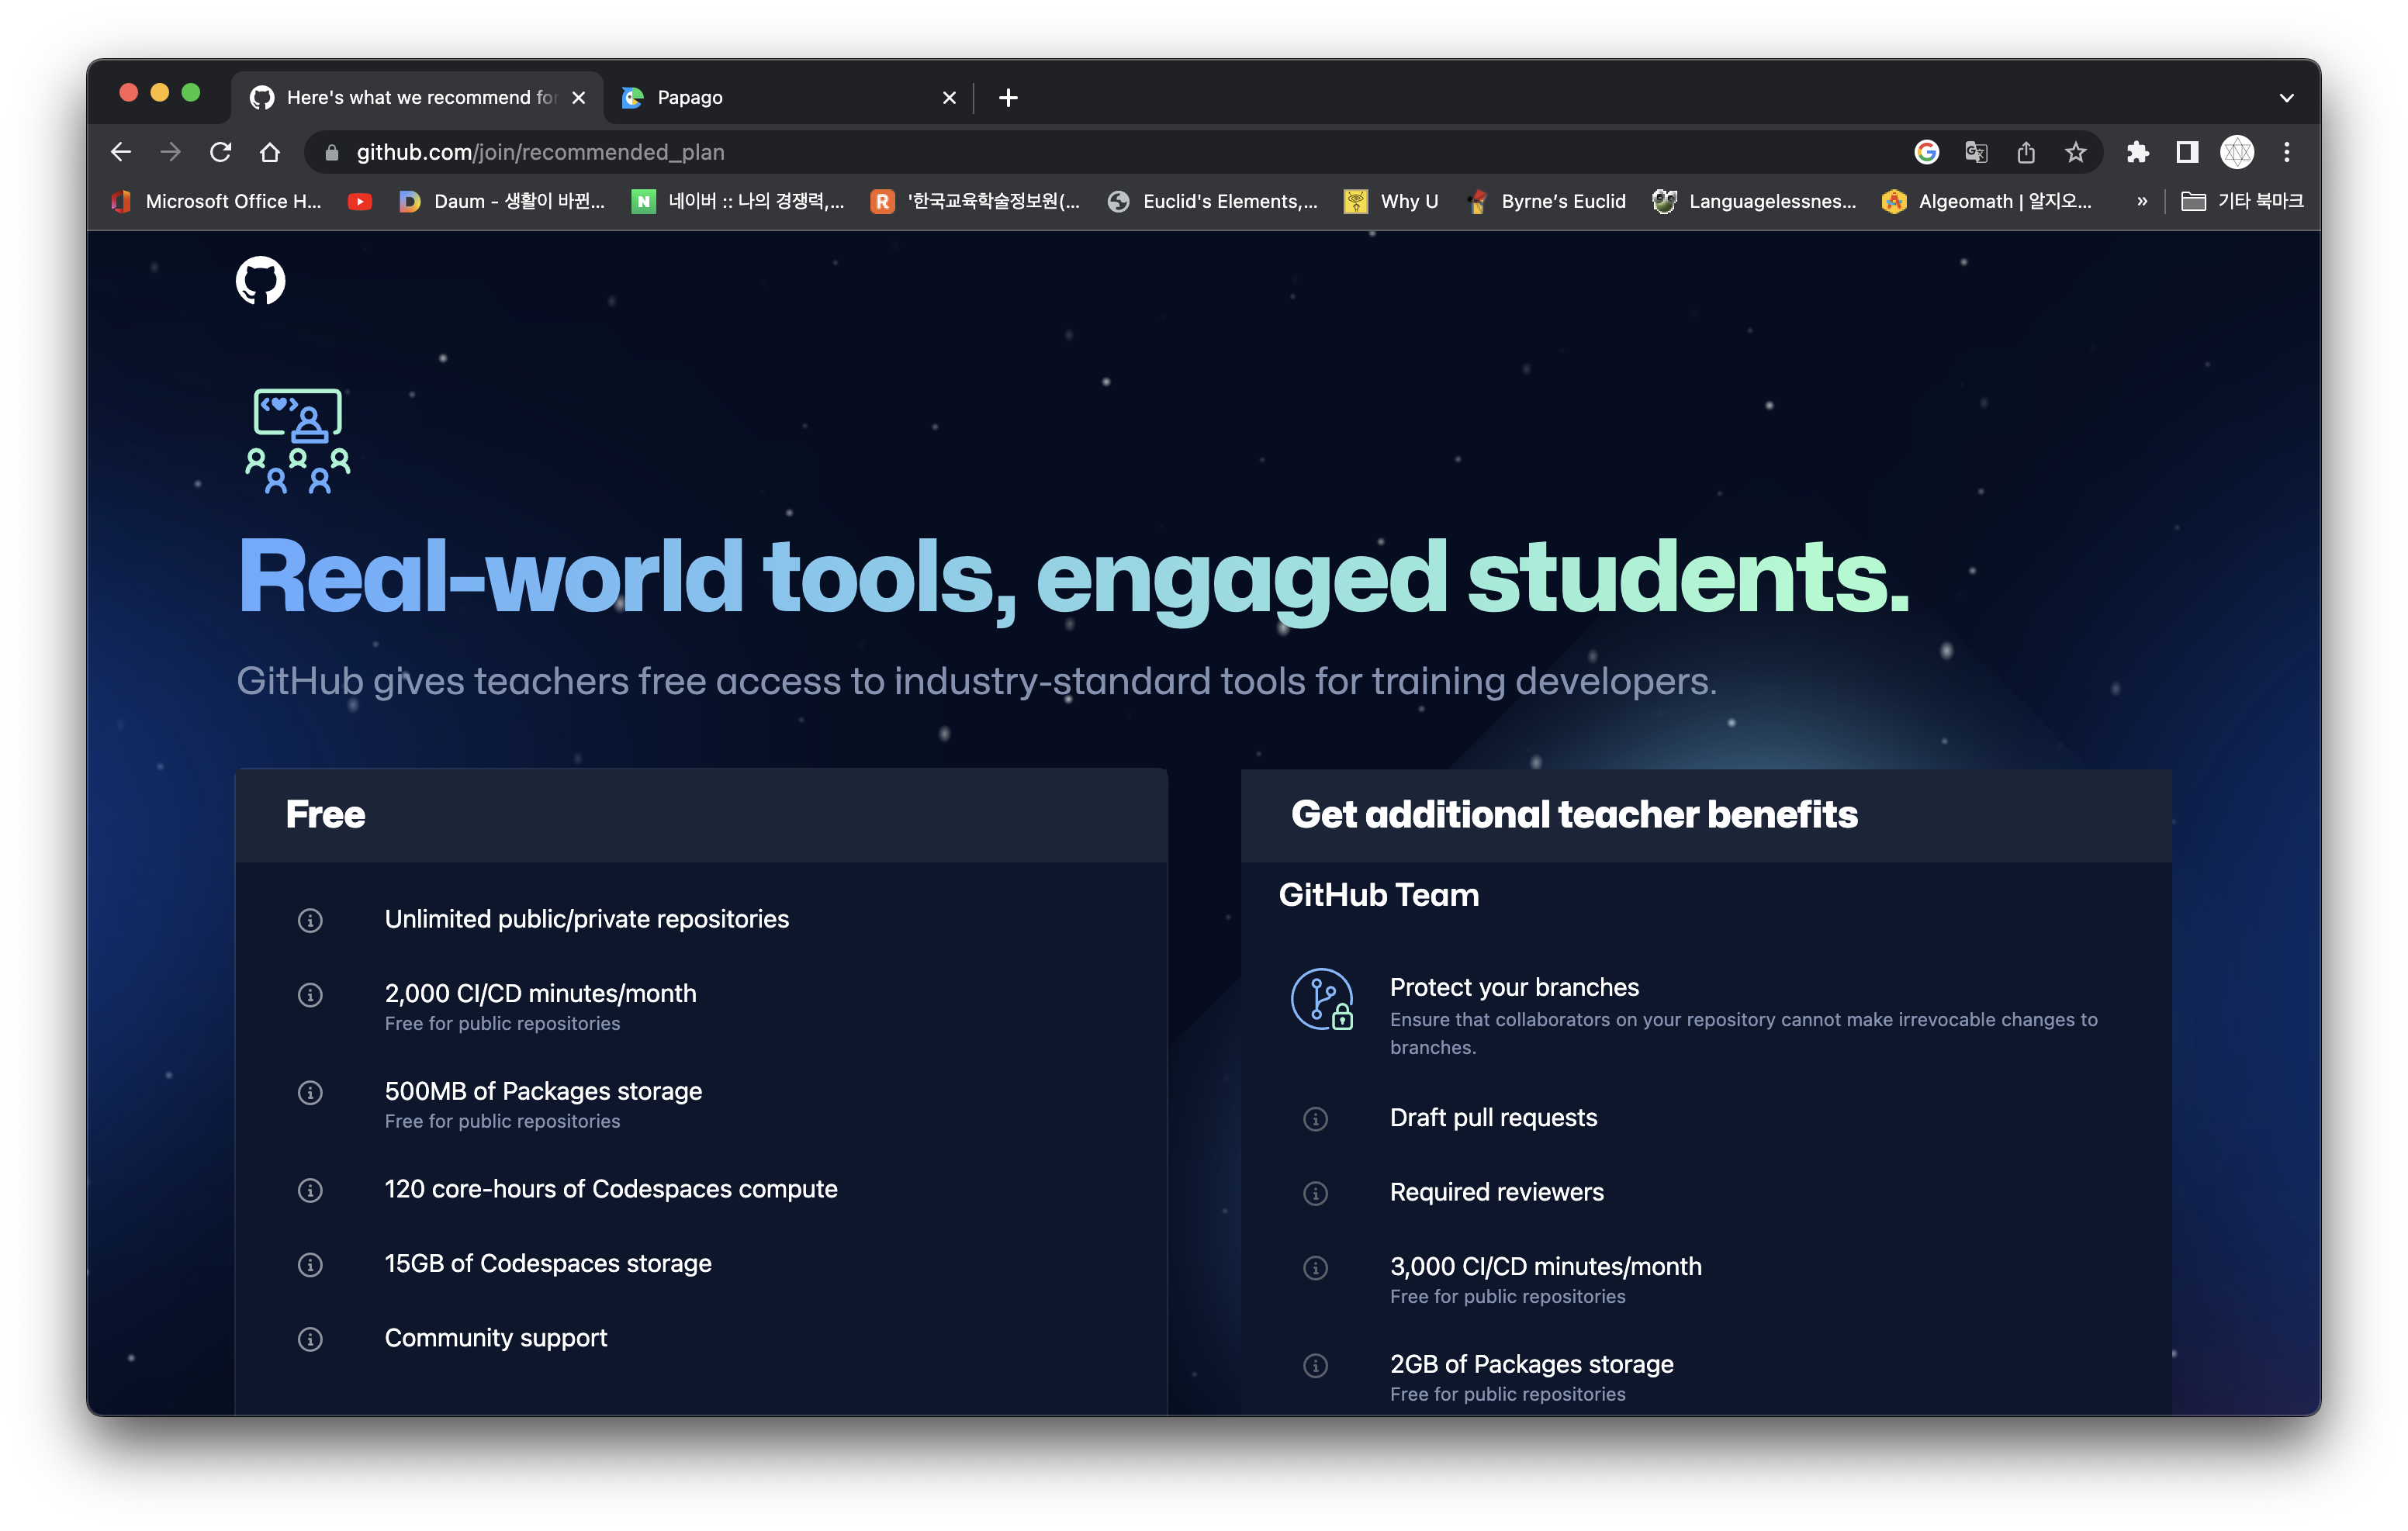 Here's what we recommend for
Papago
github.com/join/recommended_plan
Microsoft Office H...
Daum - 생활이 바뀐...
네이버 :: 나의 경쟁력,...
'한국교육학술정보원(...
Euclid's Elements,...
Why U
Byrne's Euclid
Languagelessnes...
Algeomath | 알지오...
»
기타 북마크
Real-world tools, engaged students.
GitHub gives teachers free access to industry-standard tools for training developers.
Free
Unlimited public/private repositories
2,000 CI/CD minutes/month
Free for public repositories
500MB of Packages storage
Free for public repositories
120 core-hours of Codespaces compute
15GB of Codespaces storage
Community support
Get additional teacher benefits
GitHub Team
Protect your branches
Ensure that collaborators on your repository cannot make irrevocable changes to
branches.
Draft pull requests
Required reviewers
3,000 CI/CD minutes/month
Free for public repositories
2GB of Packages storage
Free for public repositories